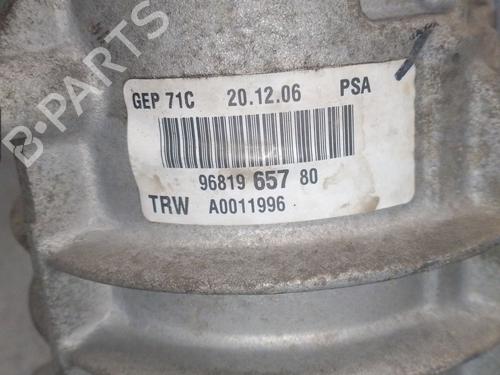 B-PARTS
GEP 71C 20.12.06 PSA
96819 657 80
TRW A0011996